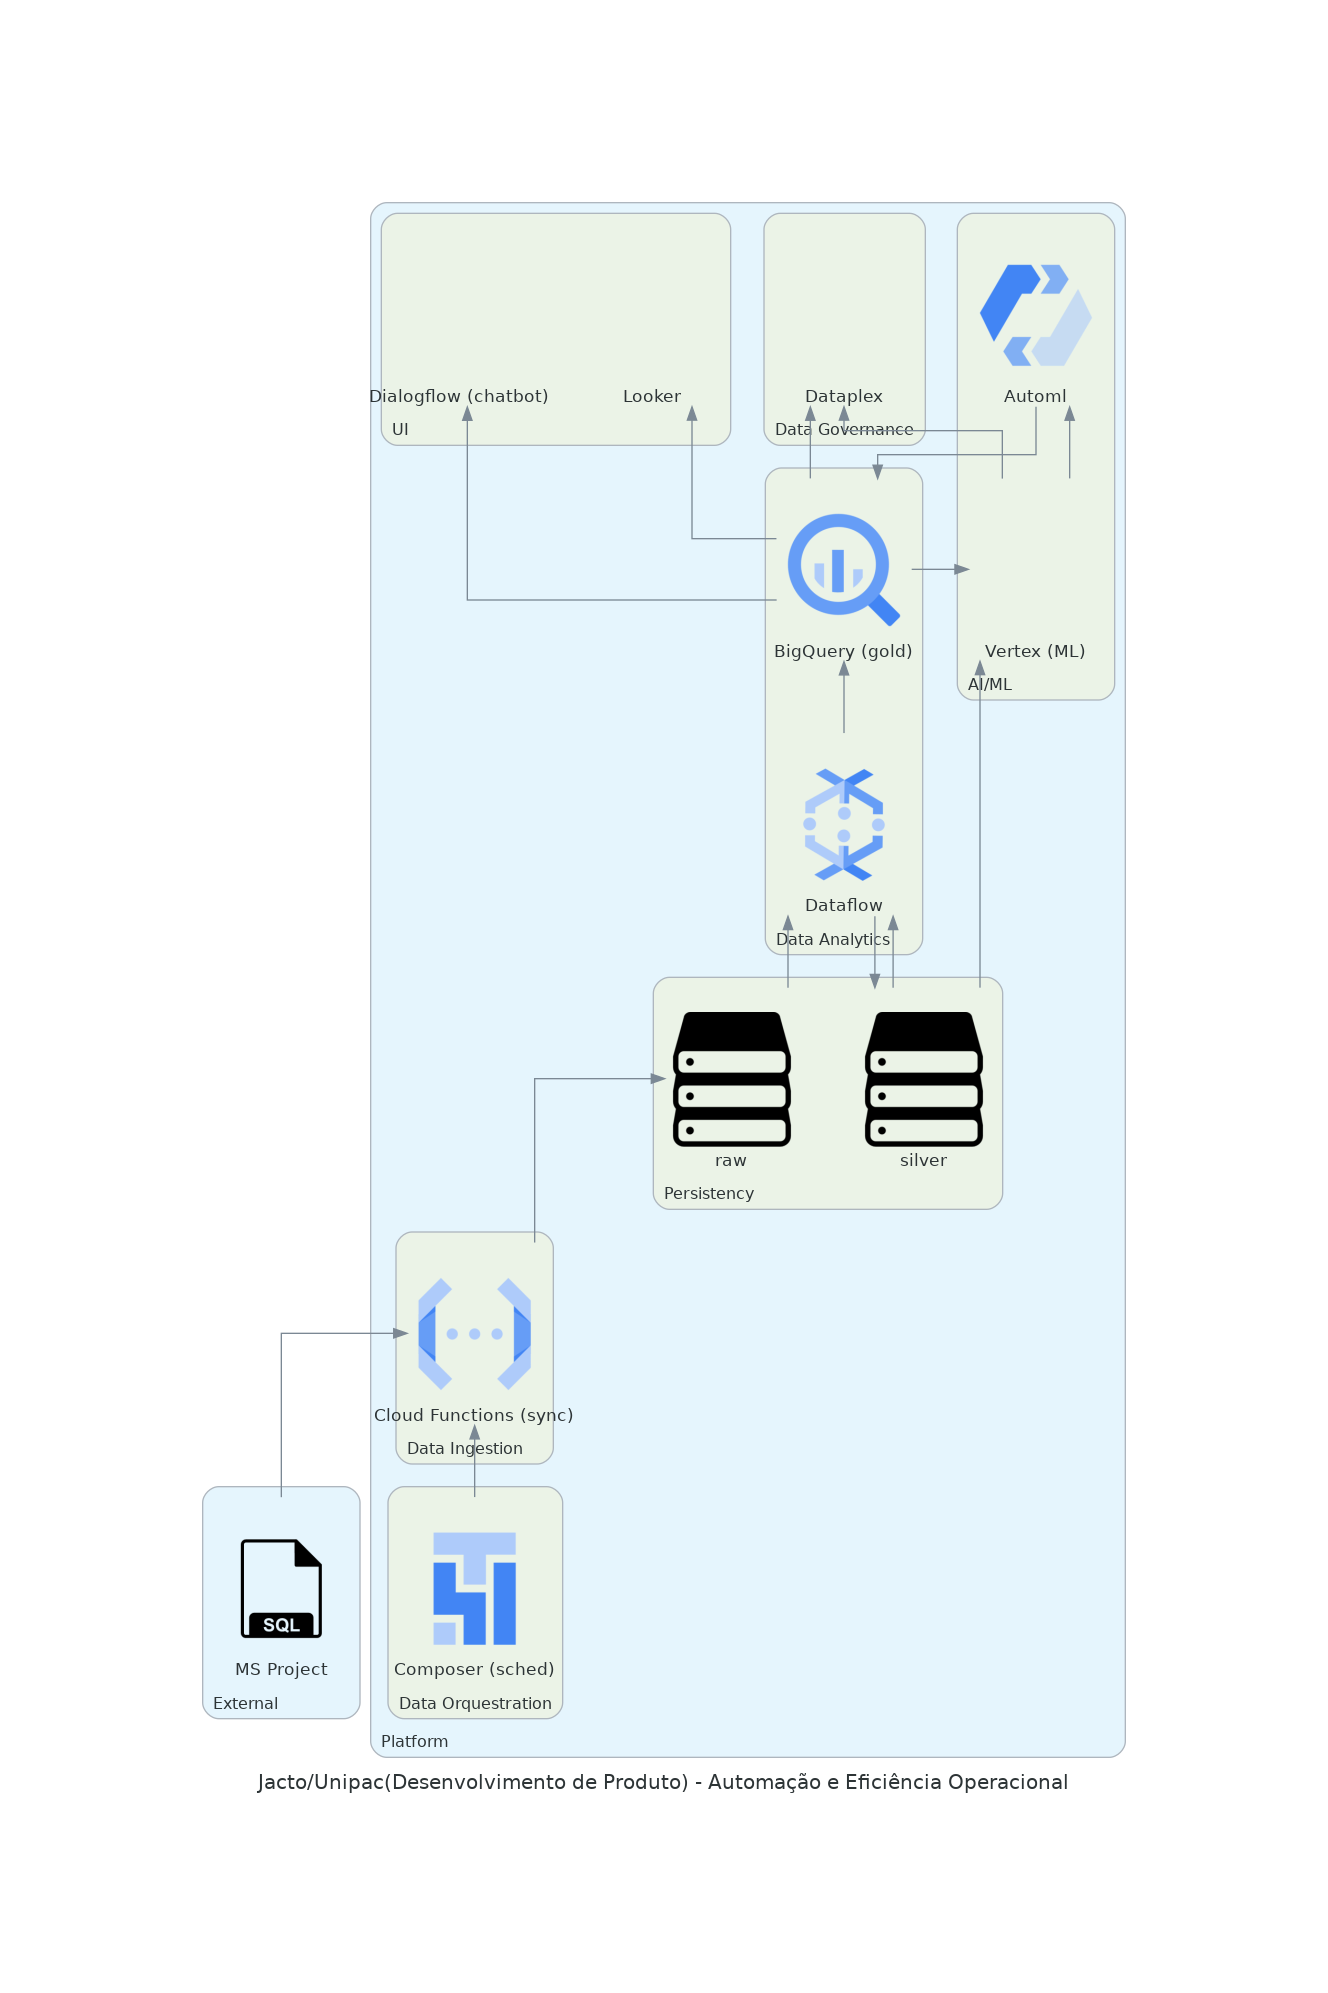 Dialogflow (chatbot)
Looker
UI
Dataplex
Data Governance
Automl
BigQuery (gold)
Vertex (ML)
AI/ML
Dataflow
Data Analytics
raw
silver
Persistency
Cloud Functions (sync)
Data Ingestion
SQL
MS Project
External
Composer (sched)
Data Orquestration
Platform
Jacto/Unipac(Desenvolvimento de Produto) - Automação e Eficiência Operacional